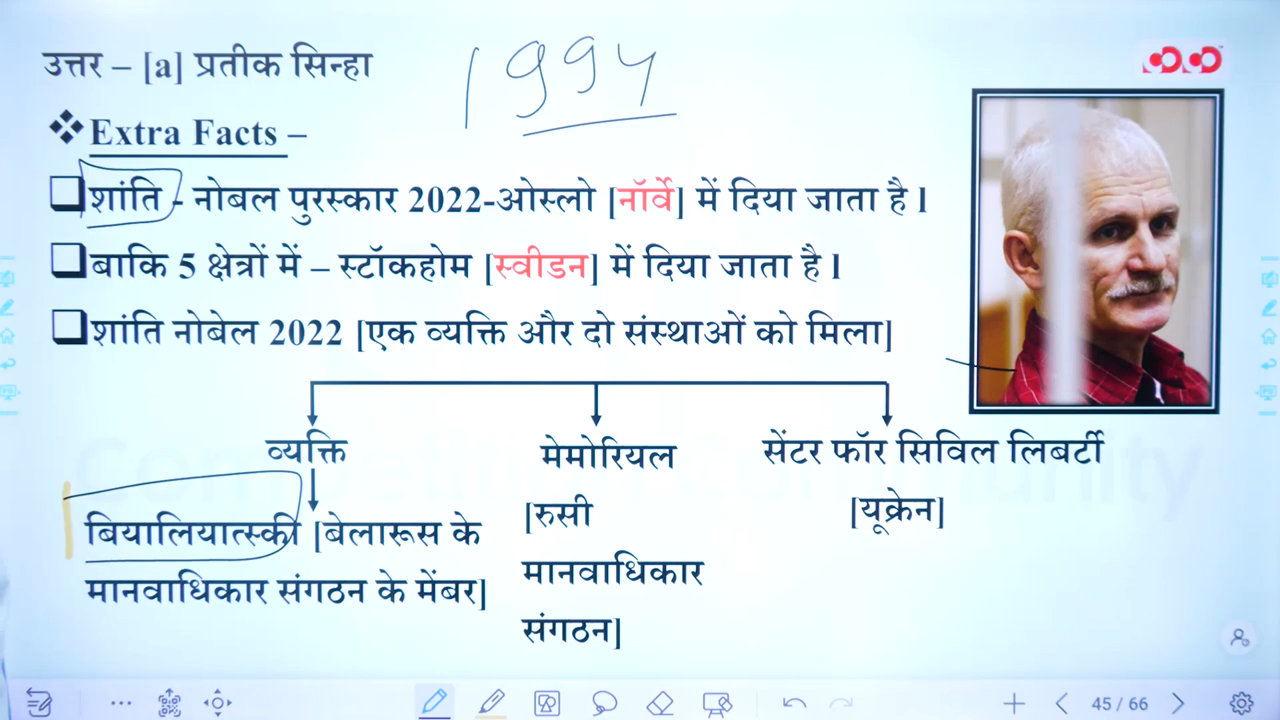 उत्तर – [a] प्रतीक सिन्हा
1994
❖ Extra Facts –
❑शांति - नोबल पुरस्कार 2022-ओस्लो [नॉर्वे] में दिया जाता है l
❑बाकि 5 क्षेत्रों में – स्टॉकहोम [स्वीडन] में दिया जाता है l
❑शांति नोबेल 2022 [एक व्यक्ति और दो संस्थाओं को मिला]
व्यक्ति
बियालियात्स्की [बेलारूस के
मानवाधिकार संगठन के मेंबर]
मेमोरियल
[रुसी
मानवाधिकार
संगठन]
सेंटर फॉर सिविल लिबर्टी
[यूक्रेन]
45 / 66